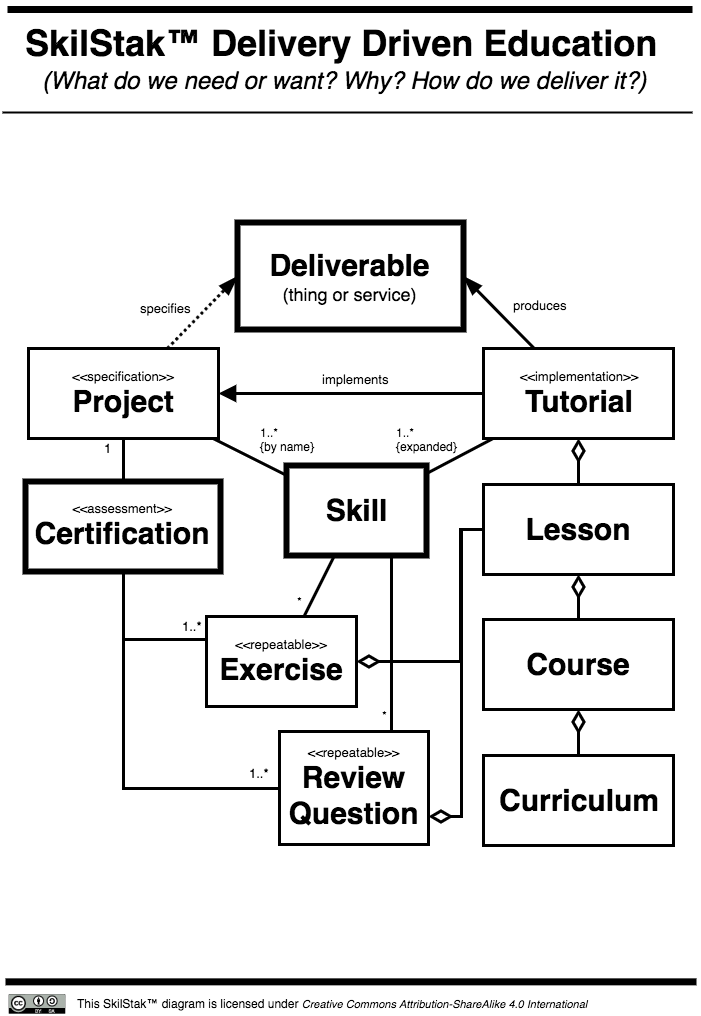 SkilStak™ Delivery Driven Education
(What do we need or want? Why? How do we deliver it?)
Deliverable
(thing or service)
specifies
produces
<<specification>>
Project
implements
<<implementation>>
Tutorial
1
1..*
{by name}
1..*
{expanded}
<<assessment>>
Certification
Skill
Lesson
*
1..*
<<repeatable>>
Exercise
Course
*
<<repeatable>>
Review
Question
1..*
Curriculum
cc
BY SA
This SkilStak™ diagram is licensed under Creative Commons Attribution-ShareAlike 4.0 International